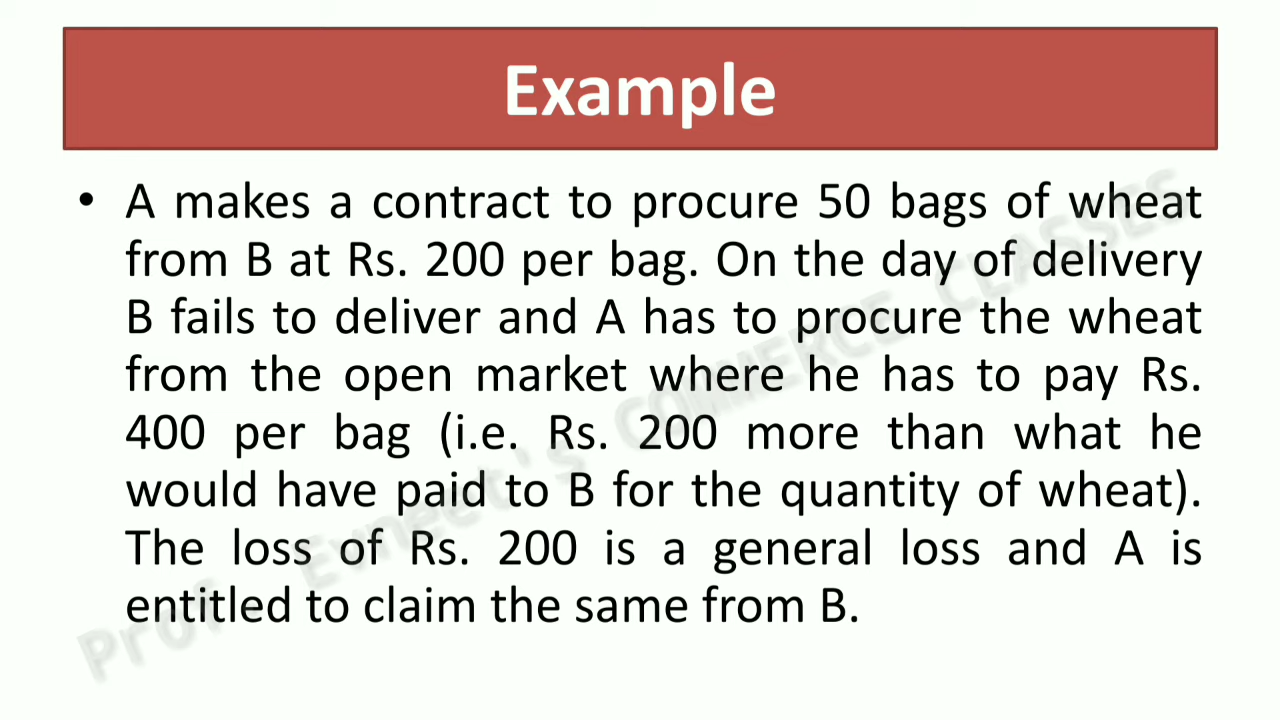 Example
• A makes a contract to procure 50 bags of wheat
from B at Rs. 200 per bag. On the day of delivery
B fails to deliver and A has to procure the wheat
from the open market where he has to pay Rs.
400 per bag (i.e. Rs. 200 more than what he
would have paid to B for the quantity of wheat).
The loss of Rs. 200 is a general loss and A is
entitled to claim the same from B.
Prof. COMMERCE CLASSES